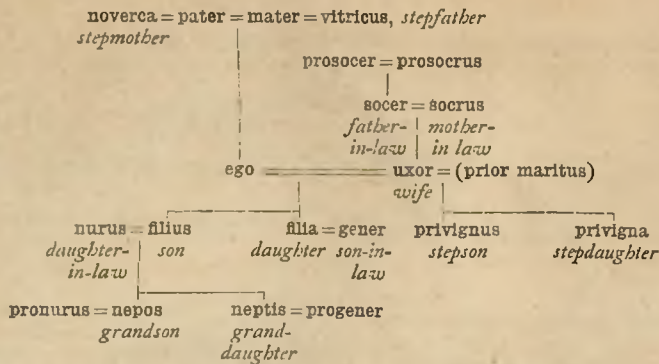 noverca = pater = mater = vitricus, stepfather
stepmother
prosocer = prosocrus
socer = socrus
father- mother-
in-law in law
ego uxor = (prior maritus)
wife
nurus = filius filia = gener privignus privigna
daughter- son daughter son-in- stepson stepdaughter
in-law law
pronurus = nepos neptis = progener
grandson grand-
daughter